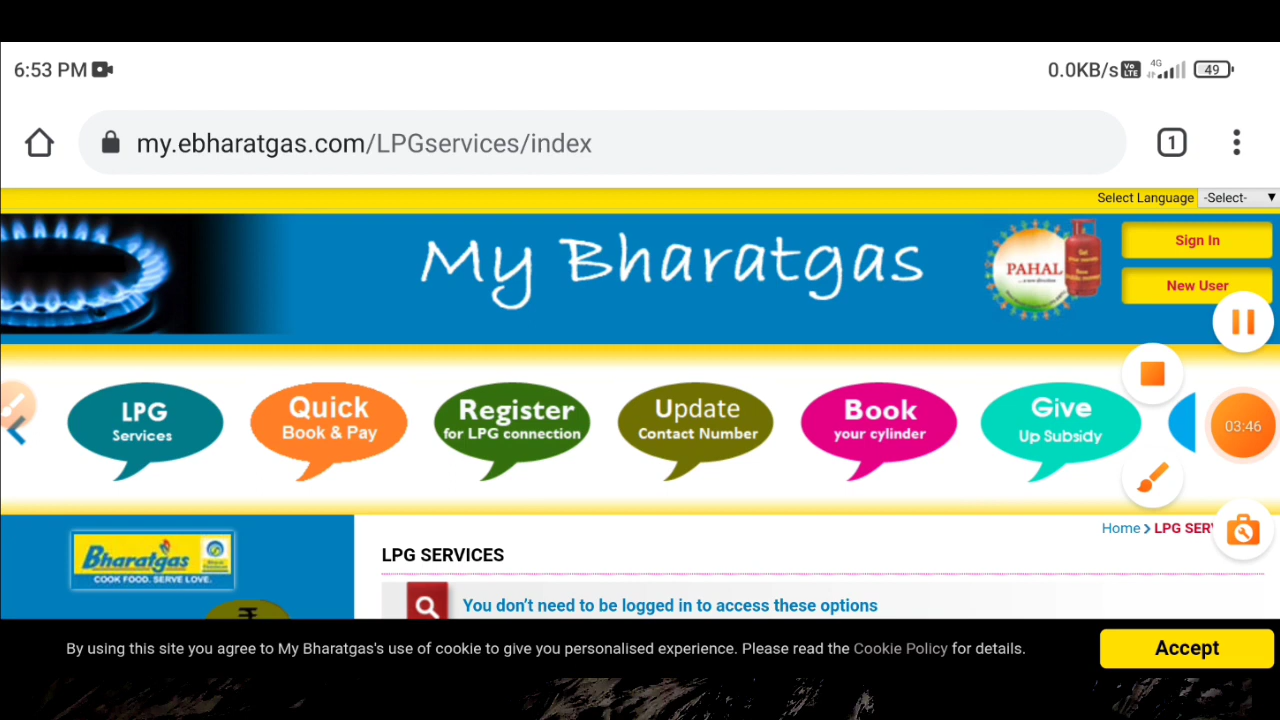 6:53 PM 0.0KB/s Vo LTE 4G 49
my.ebharatgas.com/LPGservices/index 1
Select Language -Select-
My Bharatgas
PAHAL
Sign In
New User
LPG Services
Quick Book & Pay
Register for LPG connection
Update Contact Number
Book your cylinder
Give Up Subsidy
03:46
Home > LPG SERV
Bharatgas
COOK FOOD. SERVE LOVE.
LPG SERVICES
₹
You don't need to be logged in to access these options
By using this site you agree to My Bharatgas's use of cookie to give you personalised experience. Please read the Cookie Policy for details. Accept